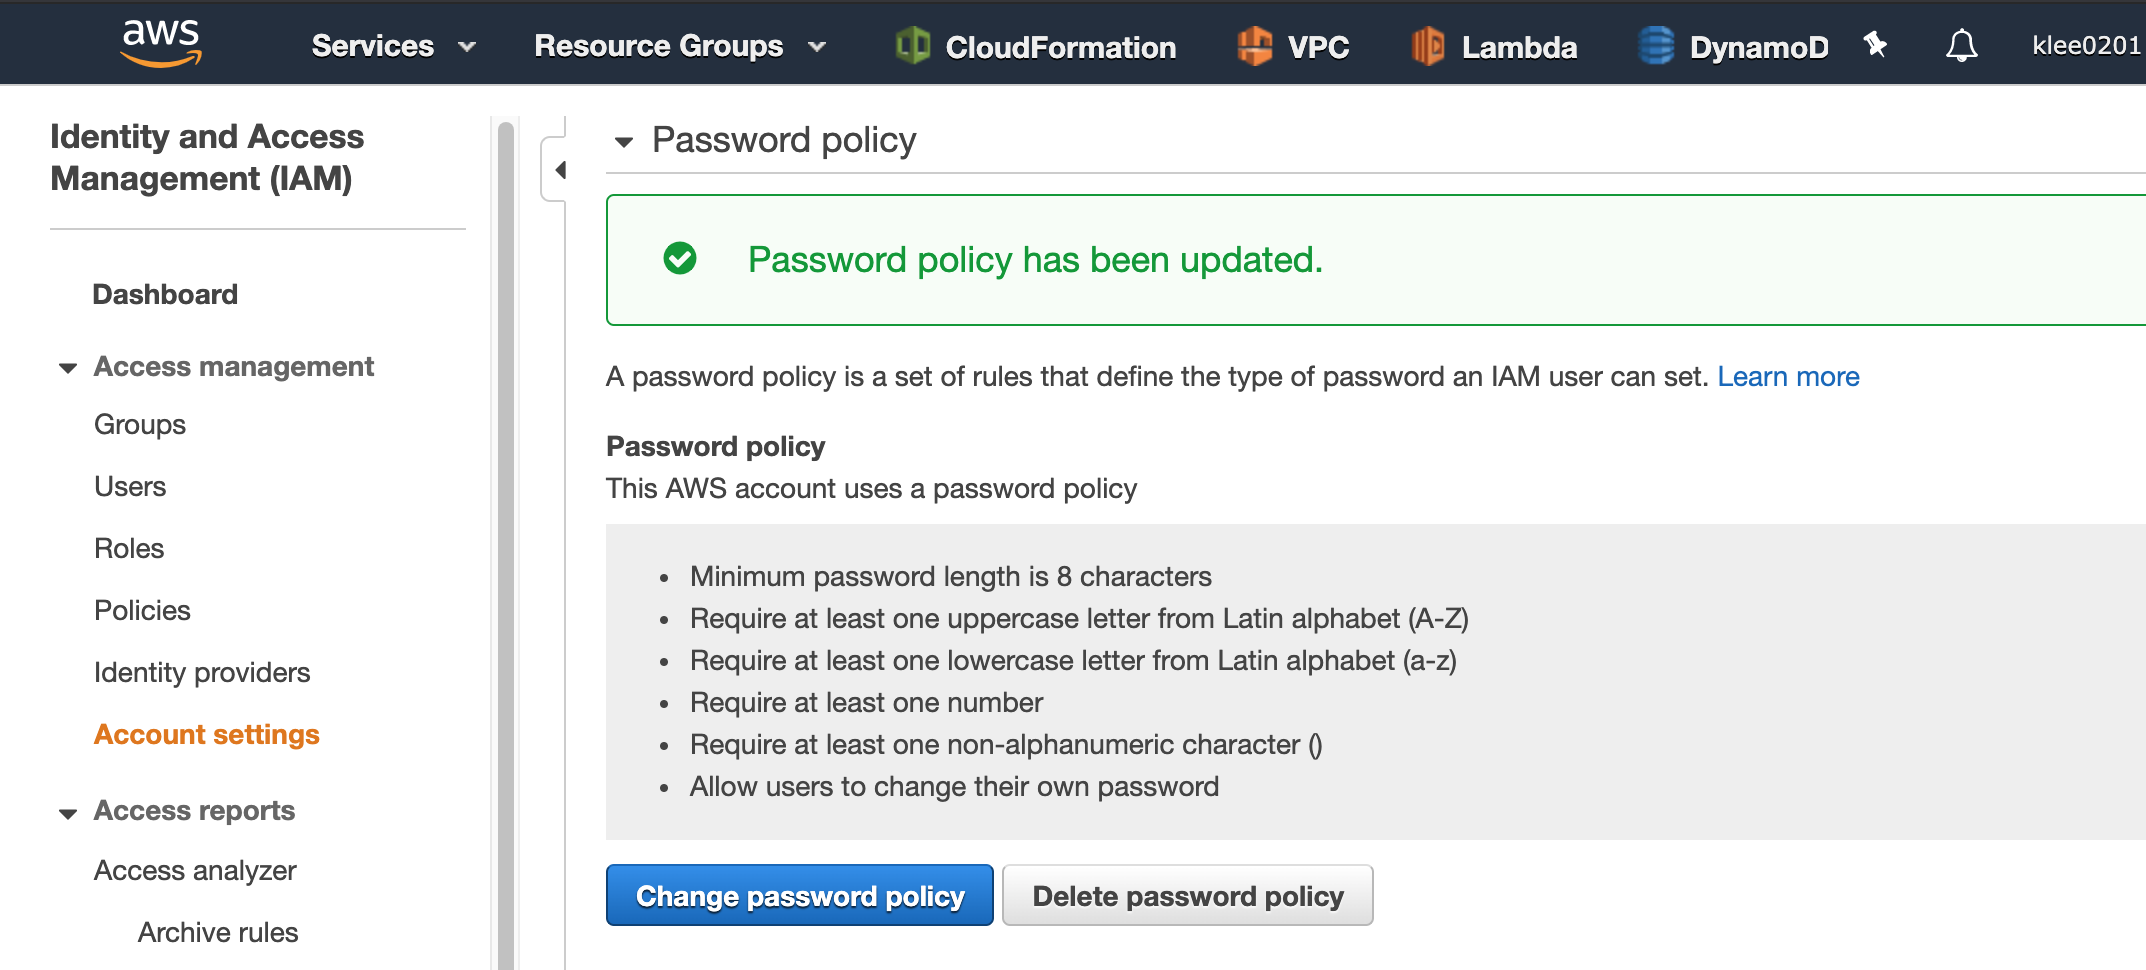 aws
Services
Resource Groups
CloudFormation
VPC
Lambda
DynamoD
klee0201
Identity and Access
Management (IAM)
Dashboard
Access management
Groups
Users
Roles
Policies
Identity providers
Account settings
Access reports
Access analyzer
Archive rules
Password policy
Password policy has been updated.
A password policy is a set of rules that define the type of password an IAM user can set. Learn more
Password policy
This AWS account uses a password policy
• Minimum password length is 8 characters
• Require at least one uppercase letter from Latin alphabet (A-Z)
• Require at least one lowercase letter from Latin alphabet (a-z)
• Require at least one number
• Require at least one non-alphanumeric character ()
• Allow users to change their own password
Change password policy
Delete password policy